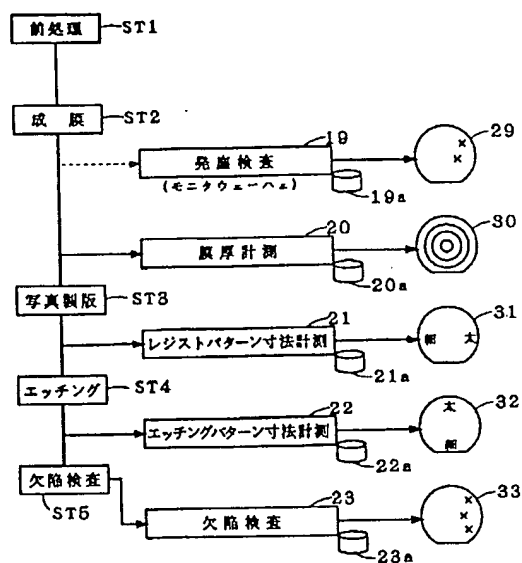 前処理
ST1
成膜
ST2
19
29
発塵検査
(モニタウェーハ)
19a
20
30
膜厚計測
20a
写真製版
ST3
21
31
レジストパターン寸法計測
細 太
21a
エッチング
ST4
22
32
エッチングパターン寸法計測
太
細
22a
欠陥検査
ST5
23
33
欠陥検査
23a